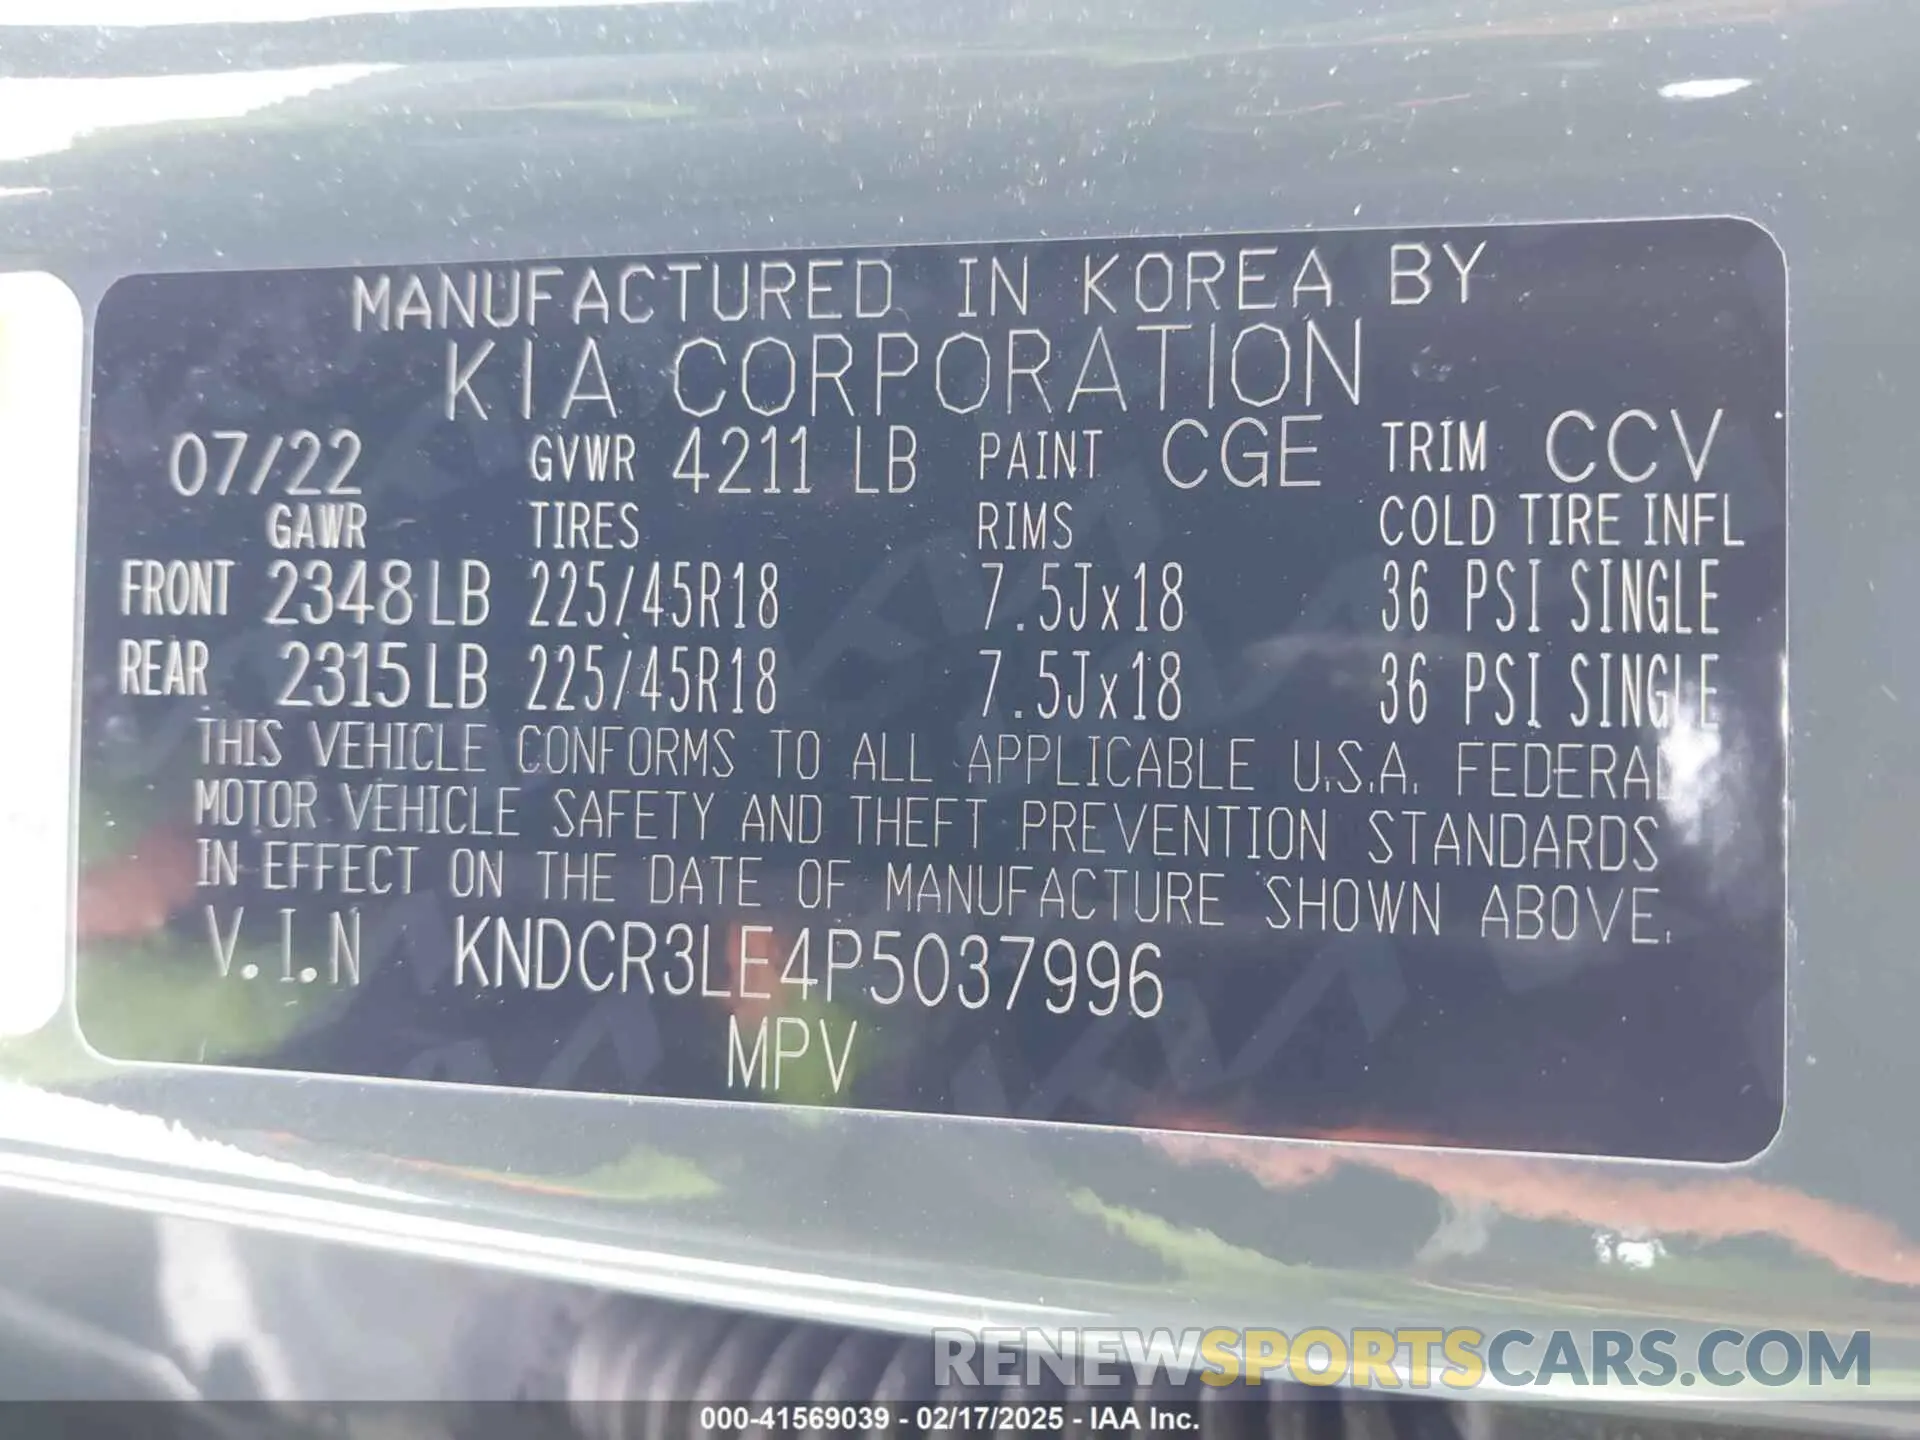 MANUFACTURED IN KOREA BY
KIA CORPORATION
07/22 GVWR 4211 LB PAINT CGE TRIM CCV
GAWR TIRES RIMS COLD TIRE INFL
FRONT 2348 LB 225/45R18 7.5Jx18 36 PSI SINGLE
REAR 2315 LB 225/45R18 7.5Jx18 36 PSI SINGLE
THIS VEHICLE CONFORMS TO ALL APPLICABLE U.S.A. FEDERAL
MOTOR VEHICLE SAFETY AND THEFT PREVENTION STANDARDS
IN EFFECT ON THE DATE OF MANUFACTURE SHOWN ABOVE.
V.I.N KNDCR3LE4P5037996
MPV
RENEWSPORTSCARS.COM
000-41569039 - 02/17/2025 - IAA Inc.